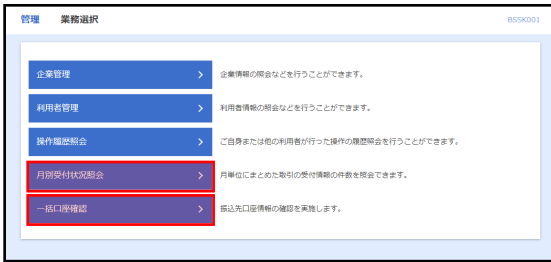 管理 業務選択 BSSK001
企業管理 企業情報の照会などを行うことができます。
利用者管理 利用者情報の照会などを行うことができます。
操作履歴照会 ご自身または他の利用者が行った操作の履歴照会を行うことができます。
月別受付状況照会 月単位にまとめた取引の受付情報の件数を照会できます。
一括口座確認 振込先口座情報の確認を実施します。